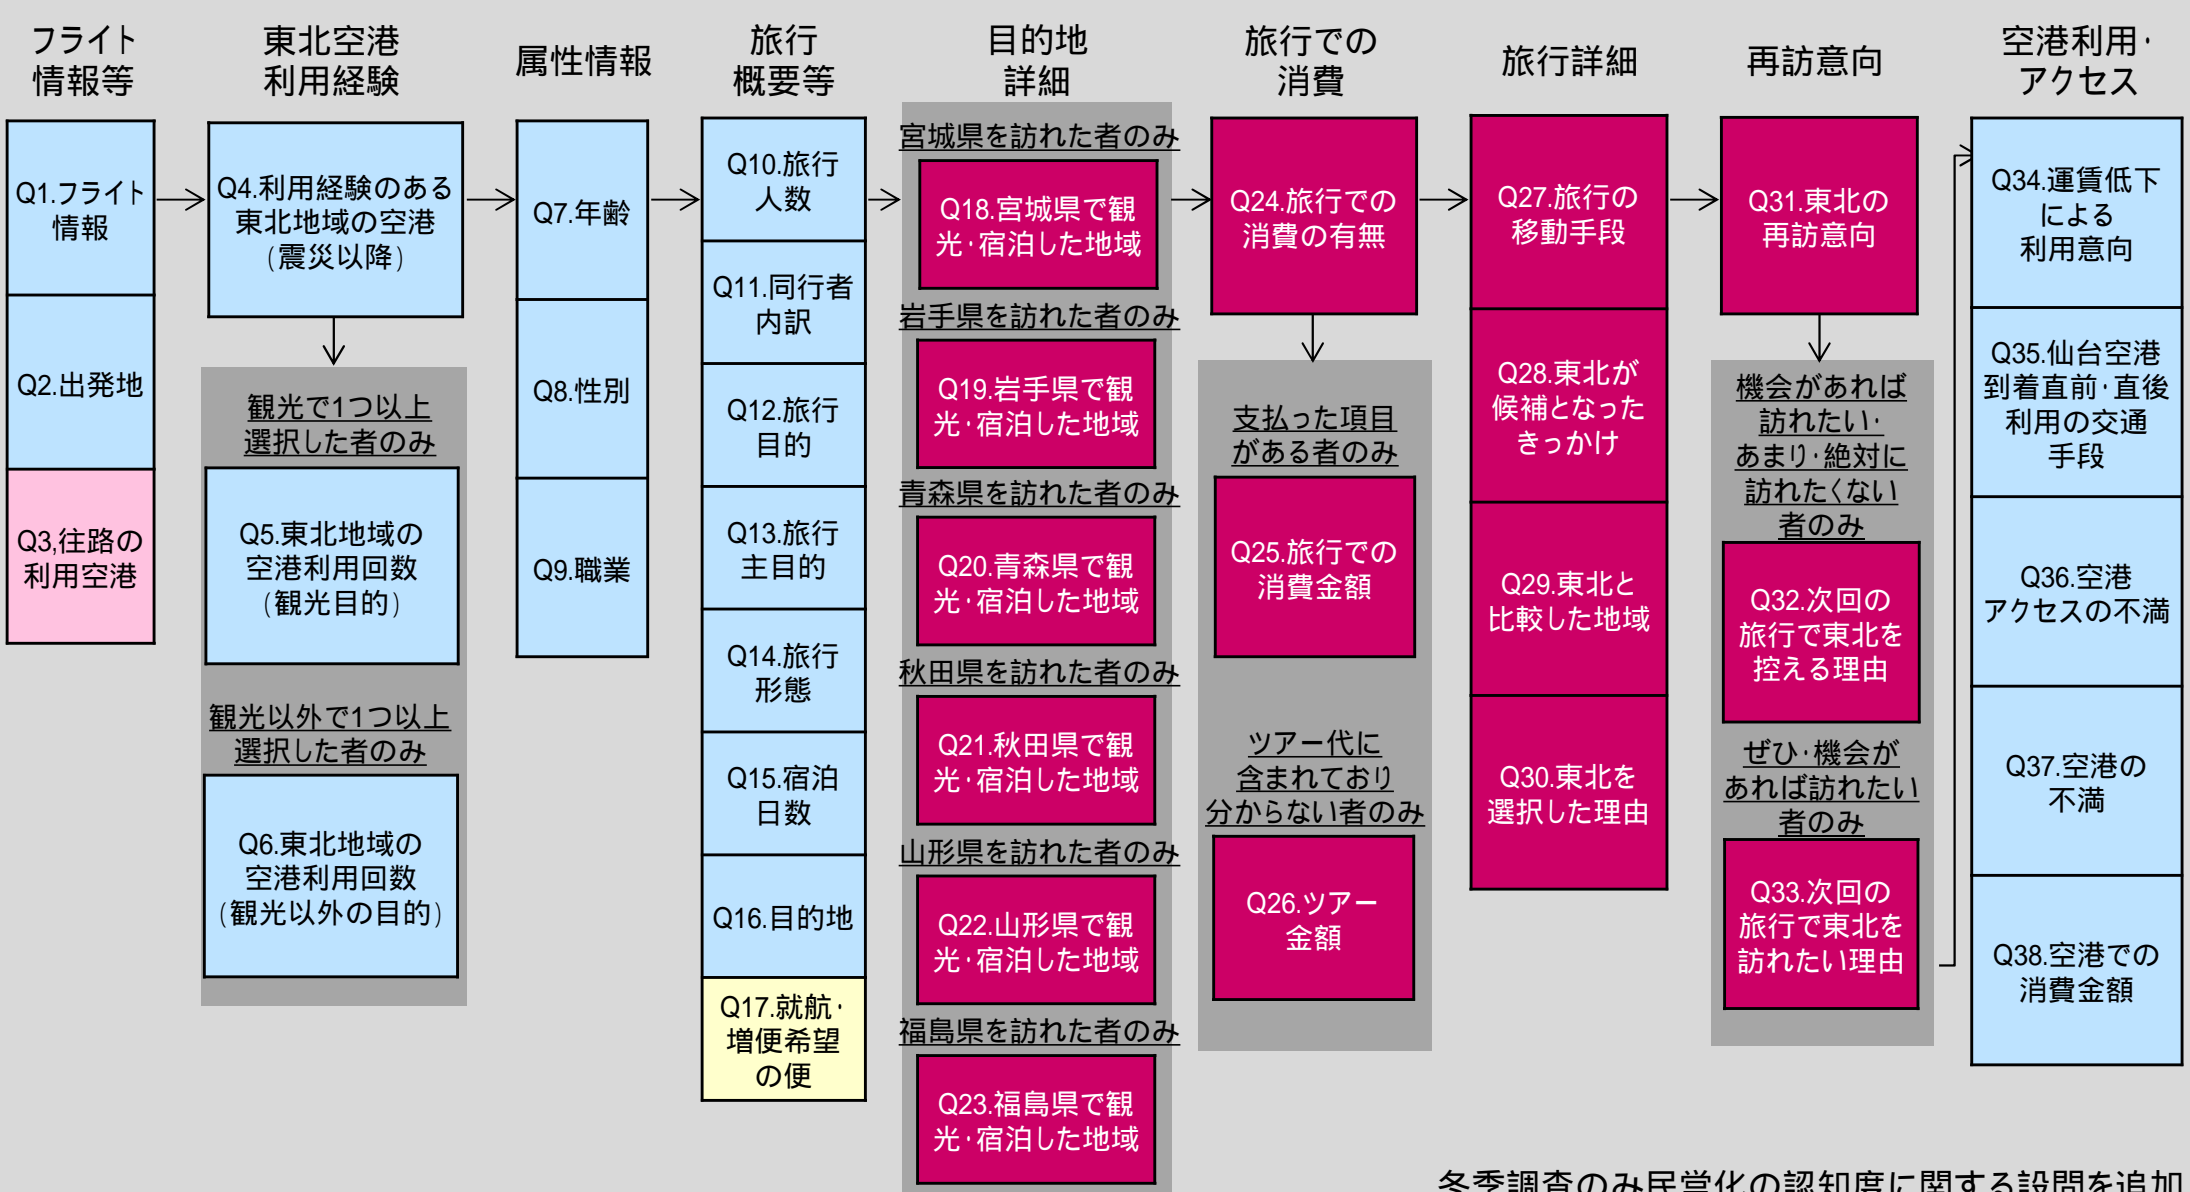 フライト
情報等
東北空港
利用経験
属性情報
旅行
概要等
目的地
詳細
旅行での
消費
旅行詳細
再訪意向
空港利用・
アクセス
Q1.フライト
情報
Q2.出発地
Q3,往路の
利用空港
Q4.利用経験のある
東北地域の空港
(震災以降)
観光で1つ以上
選択した者のみ
Q5.東北地域の
空港利用回数
(観光目的)
観光以外で1つ以上
選択した者のみ
Q6.東北地域の
空港利用回数
(観光以外の目的)
Q7.年齢
Q8.性別
Q9.職業
Q10.旅行
人数
Q11.同行者
内訳
Q12.旅行
目的
Q13.旅行
主目的
Q14.旅行
形態
Q15.宿泊
日数
Q16.目的地
Q17.就航・
増便希望
の便
宮城県を訪れた者のみ
Q18.宮城県で観
光・宿泊した地域
岩手県を訪れた者のみ
Q19.岩手県で観
光・宿泊した地域
青森県を訪れた者のみ
Q20.青森県で観
光・宿泊した地域
秋田県を訪れた者のみ
Q21.秋田県で観
光・宿泊した地域
山形県を訪れた者のみ
Q22.山形県で観
光・宿泊した地域
福島県を訪れた者のみ
Q23.福島県で観
光・宿泊した地域
Q24.旅行での
消費の有無
支払った項目
がある者のみ
Q25.旅行での
消費金額
ツアー代に
含まれており
分からない者のみ
Q26.ツアー
金額
Q27.旅行の
移動手段
Q28.東北が
候補となった
きっかけ
Q29.東北と
比較した地域
Q30.東北を
選択した理由
Q31.東北の
再訪意向
機会があれば
訪れたい・
あまり・絶対に
訪れたくない
者のみ
Q32.次回の
旅行で東北を
控える理由
ぜひ・機会が
あれば訪れたい
者のみ
Q33.次回の
旅行で東北を
訪れたい理由
Q34.運賃低下
による
利用意向
Q35.仙台空港
到着直前・直後
利用の交通
手段
Q36.空港
アクセスの不満
Q37.空港の
不満
Q38.空港での
消費金額
冬季調査のみ民営化の認知度に関する設問を追加